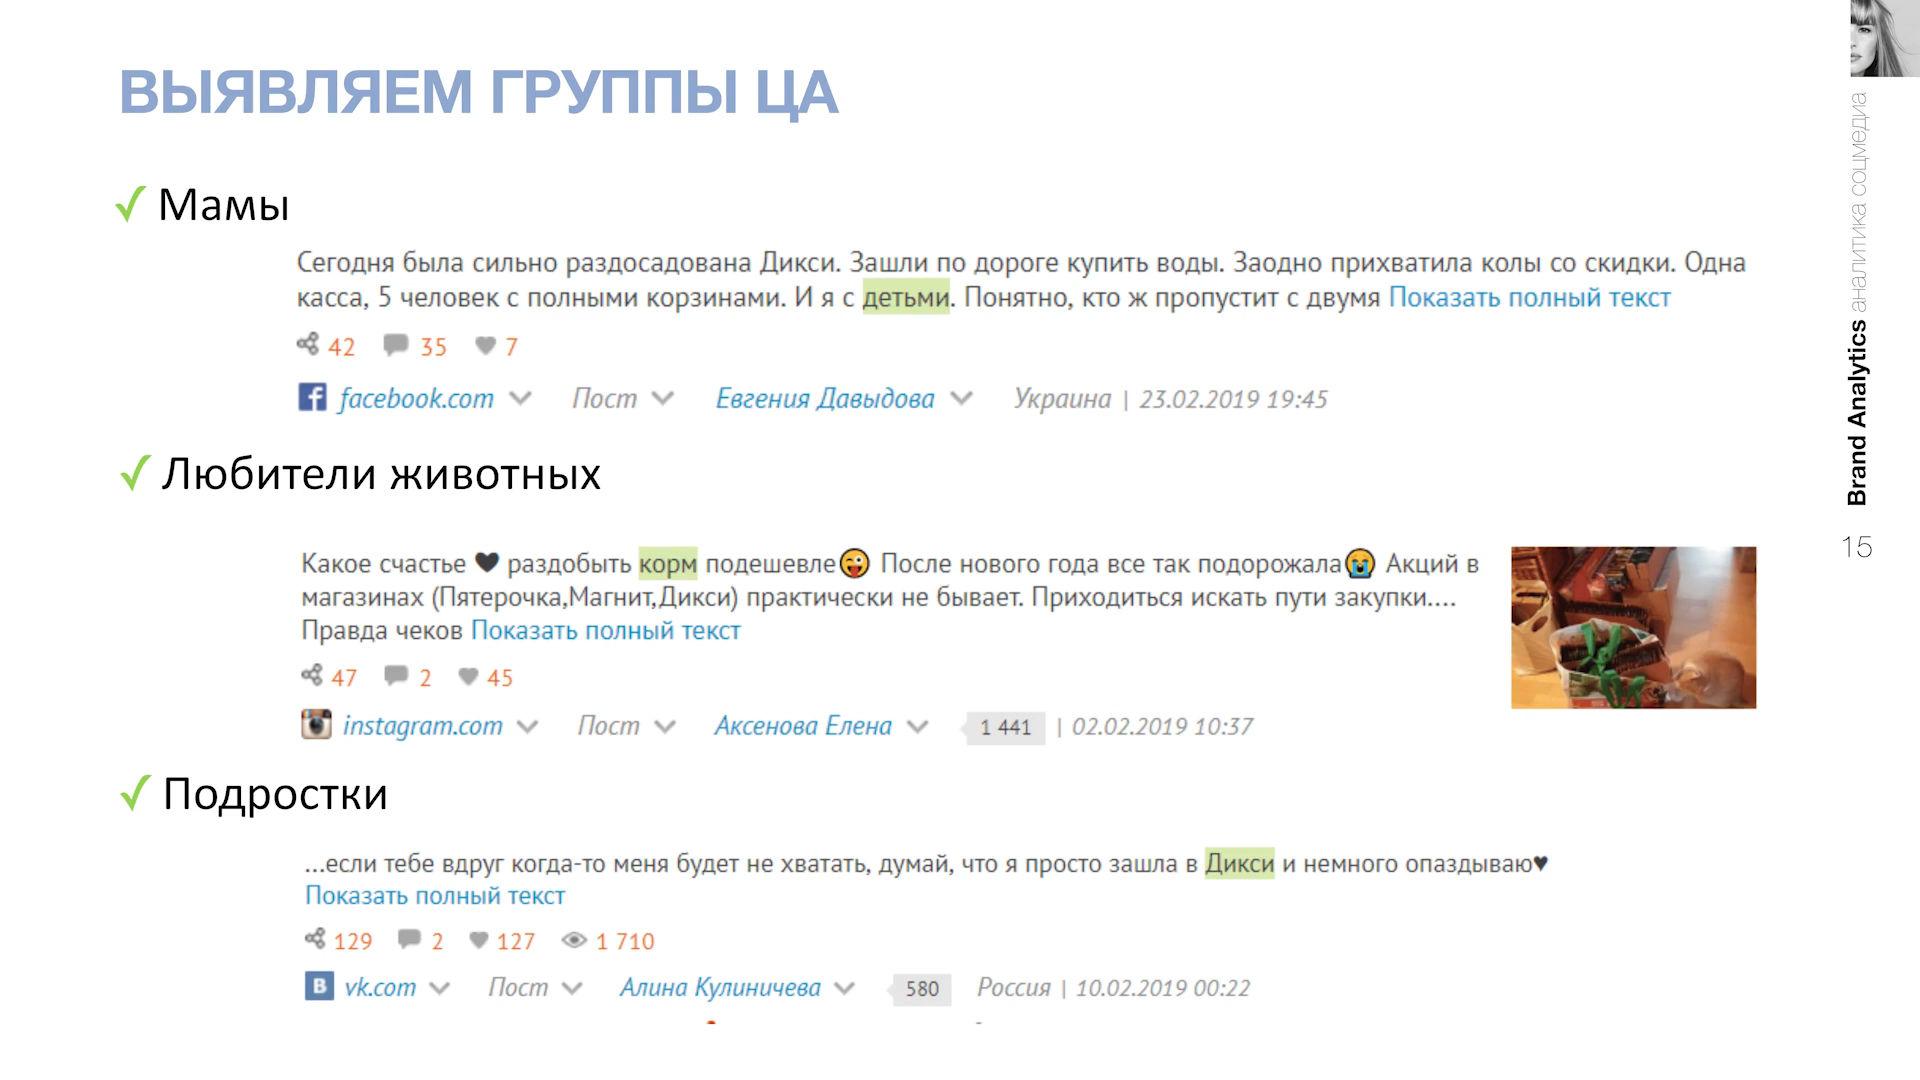 ВЫЯВЛЯЕМ ГРУППЫ ЦА
✓ Мамы
Сегодня была сильно раздосадована Дикси. Зашли по дороге купить воды. Заодно прихватила колы со скидки. Одна
касса, 5 человек с полными корзинами. И я с детьми. Понятно, кто ж пропустит с двумя Показать полный текст
42 35 7
facebook.com Пост Евгения Давыдова Украина | 23.02.2019 19:45
✓ Любители животных
Какое счастье 🖤 раздобыть корм подешевле😜 После нового года все так подорожала😭 Акций в
магазинах (Пятерочка,Магнит,Дикси) практически не бывает. Приходиться искать пути закупки....
Правда чеков Показать полный текст
47 2 45
instagram.com Пост Аксенова Елена 1 441 | 02.02.2019 10:37
✓ Подростки
...если тебе вдруг когда-то меня будет не хватать, думай, что я просто зашла в Дикси и немного опаздываю♥
Показать полный текст
129 2 127 1 710
vk.com Пост Алина Кулиничева 580 Россия | 10.02.2019 00:22
Brand Analytics аналитика соцмедиа
15